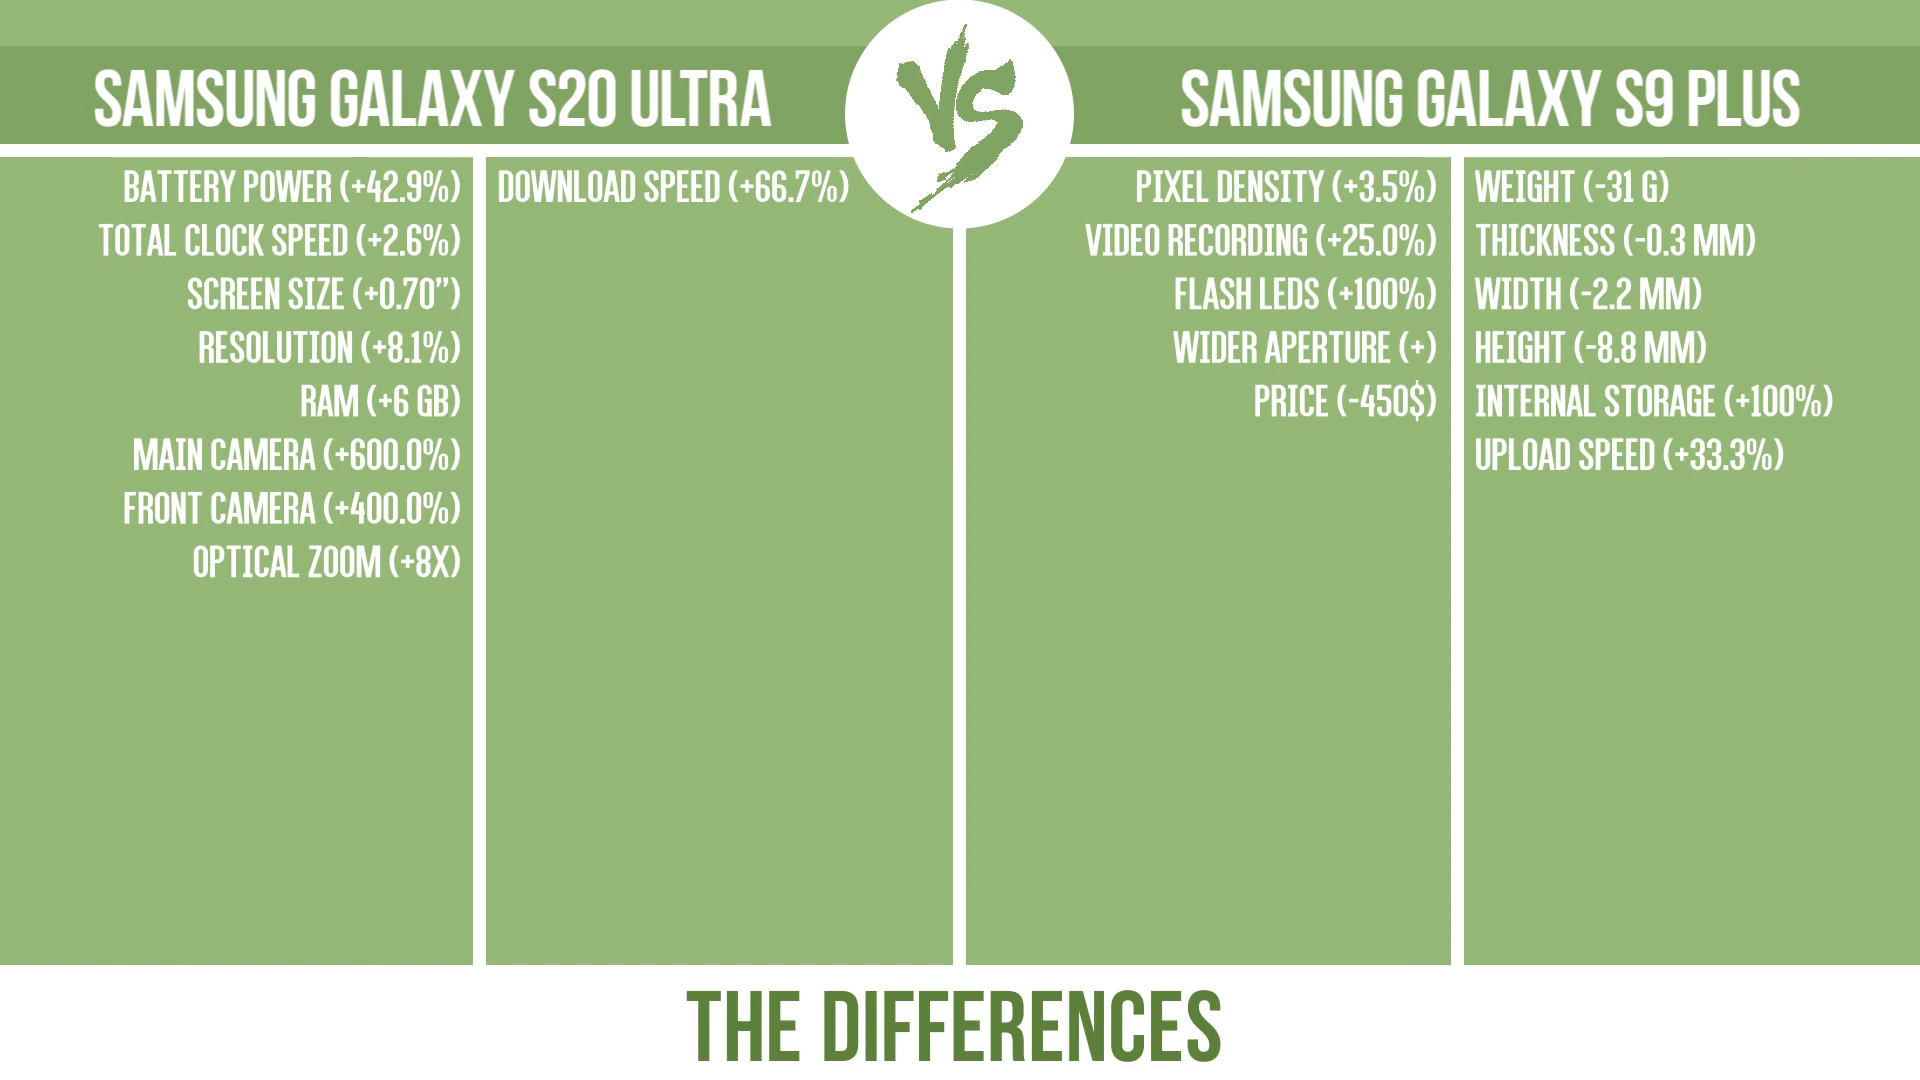 SAMSUNG GALAXY S20 ULTRA
VS
SAMSUNG GALAXY S9 PLUS
BATTERY POWER (+42.9%)
TOTAL CLOCK SPEED (+2.6%)
SCREEN SIZE (+0.70”)
RESOLUTION (+8.1%)
RAM (+6 GB)
MAIN CAMERA (+600.0%)
FRONT CAMERA (+400.0%)
OPTICAL ZOOM (+8X)
DOWNLOAD SPEED (+66.7%)
PIXEL DENSITY (+3.5%)
VIDEO RECORDING (+25.0%)
FLASH LEDS (+100%)
WIDER APERTURE (+)
PRICE (-450$)
WEIGHT (-31 G)
THICKNESS (-0.3 MM)
WIDTH (-2.2 MM)
HEIGHT (-8.8 MM)
INTERNAL STORAGE (+100%)
UPLOAD SPEED (+33.3%)
THE DIFFERENCES